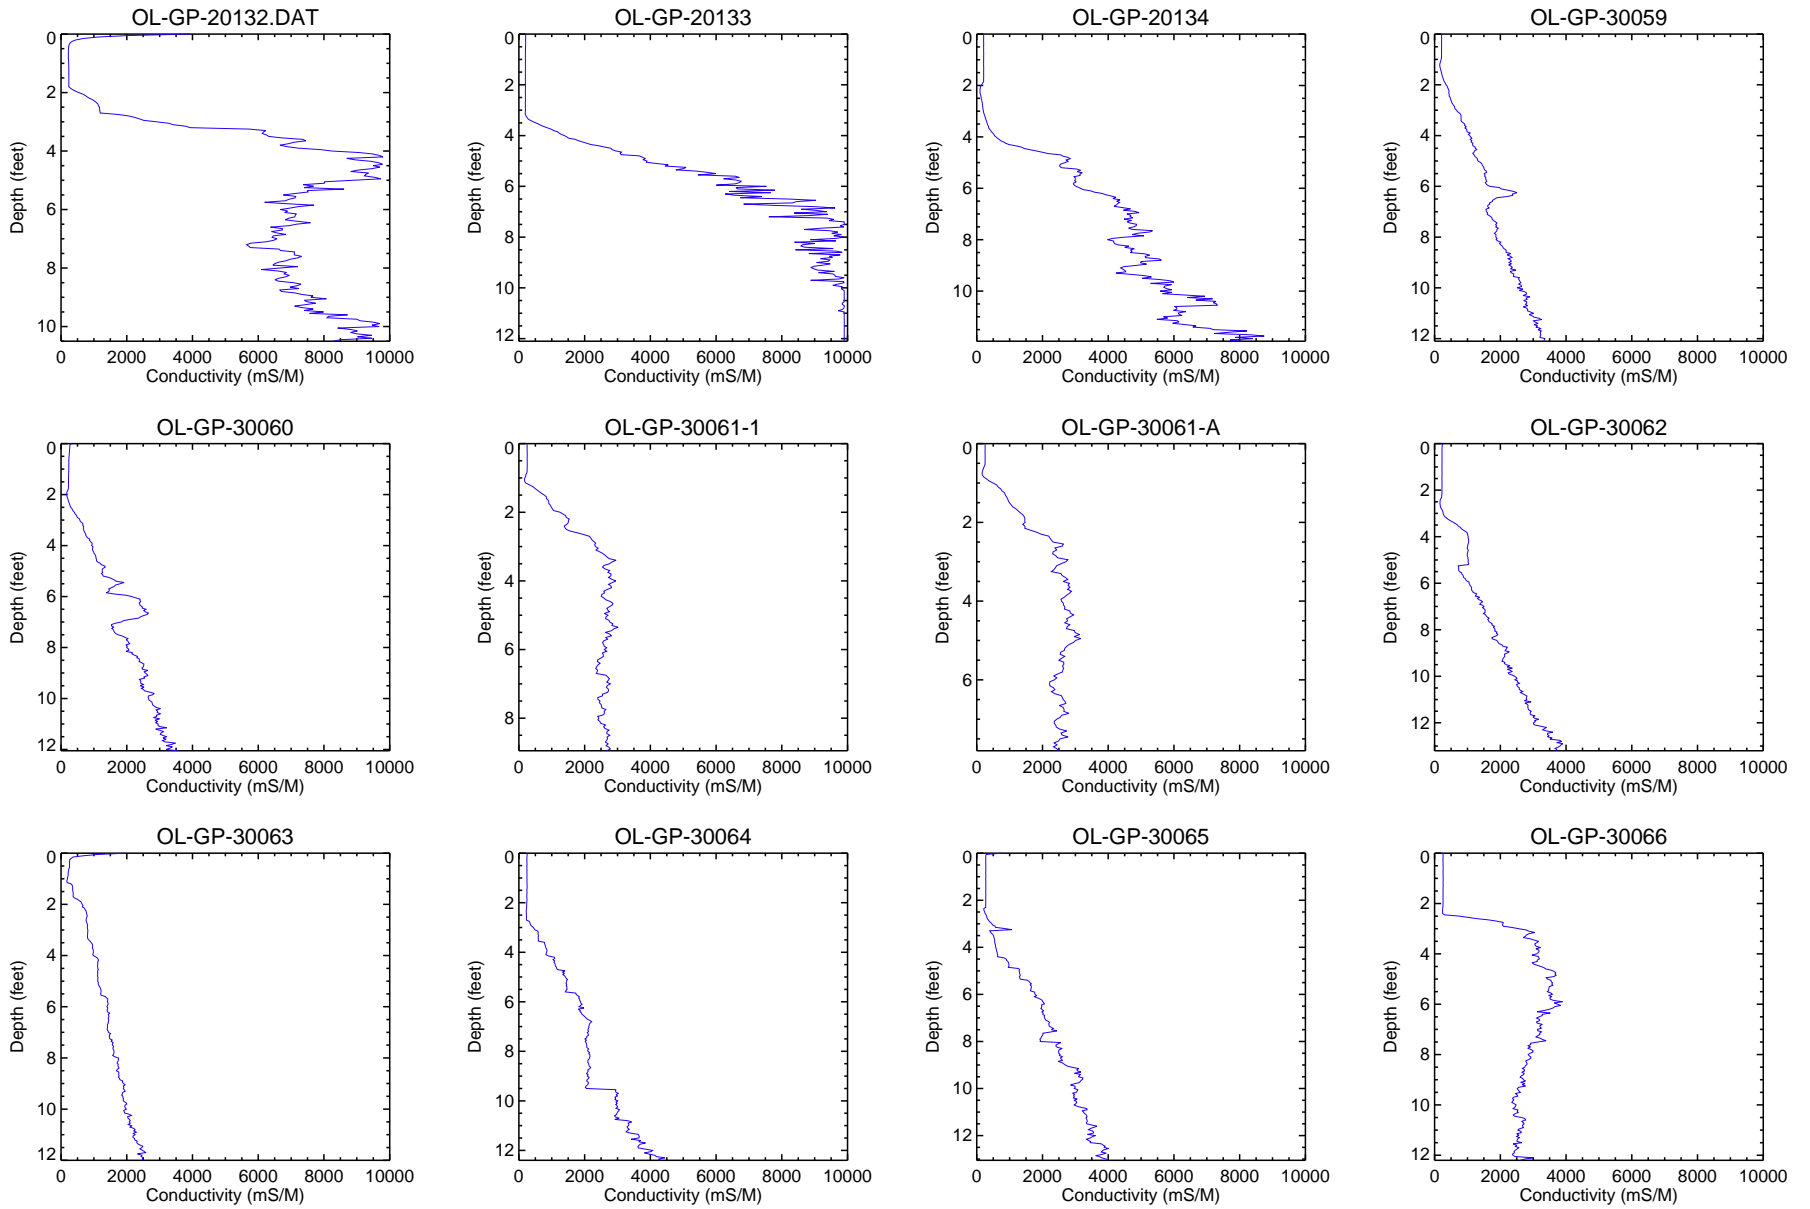 OL-GP-20132.DAT
0
2
4
6
8
10
Depth (feet)
0 2000 4000 6000 8000 10000
Conductivity (mS/M)
OL-GP-20133
0
2
4
6
8
10
12
Depth (feet)
0 2000 4000 6000 8000 10000
Conductivity (mS/M)
OL-GP-20134
0
2
4
6
8
10
Depth (feet)
0 2000 4000 6000 8000 10000
Conductivity (mS/M)
OL-GP-30059
0
2
4
6
8
10
12
Depth (feet)
0 2000 4000 6000 8000 10000
Conductivity (mS/M)
OL-GP-30060
0
2
4
6
8
10
12
Depth (feet)
0 2000 4000 6000 8000 10000
Conductivity (mS/M)
OL-GP-30061-1
0
2
4
6
8
Depth (feet)
0 2000 4000 6000 8000 10000
Conductivity (mS/M)
OL-GP-30061-A
0
2
4
6
Depth (feet)
0 2000 4000 6000 8000 10000
Conductivity (mS/M)
OL-GP-30062
0
2
4
6
8
10
12
Depth (feet)
0 2000 4000 6000 8000 10000
Conductivity (mS/M)
OL-GP-30063
0
2
4
6
8
10
12
Depth (feet)
0 2000 4000 6000 8000 10000
Conductivity (mS/M)
OL-GP-30064
0
2
4
6
8
10
12
Depth (feet)
0 2000 4000 6000 8000 10000
Conductivity (mS/M)
OL-GP-30065
0
2
4
6
8
10
12
Depth (feet)
0 2000 4000 6000 8000 10000
Conductivity (mS/M)
OL-GP-30066
0
2
4
6
8
10
12
Depth (feet)
0 2000 4000 6000 8000 10000
Conductivity (mS/M)